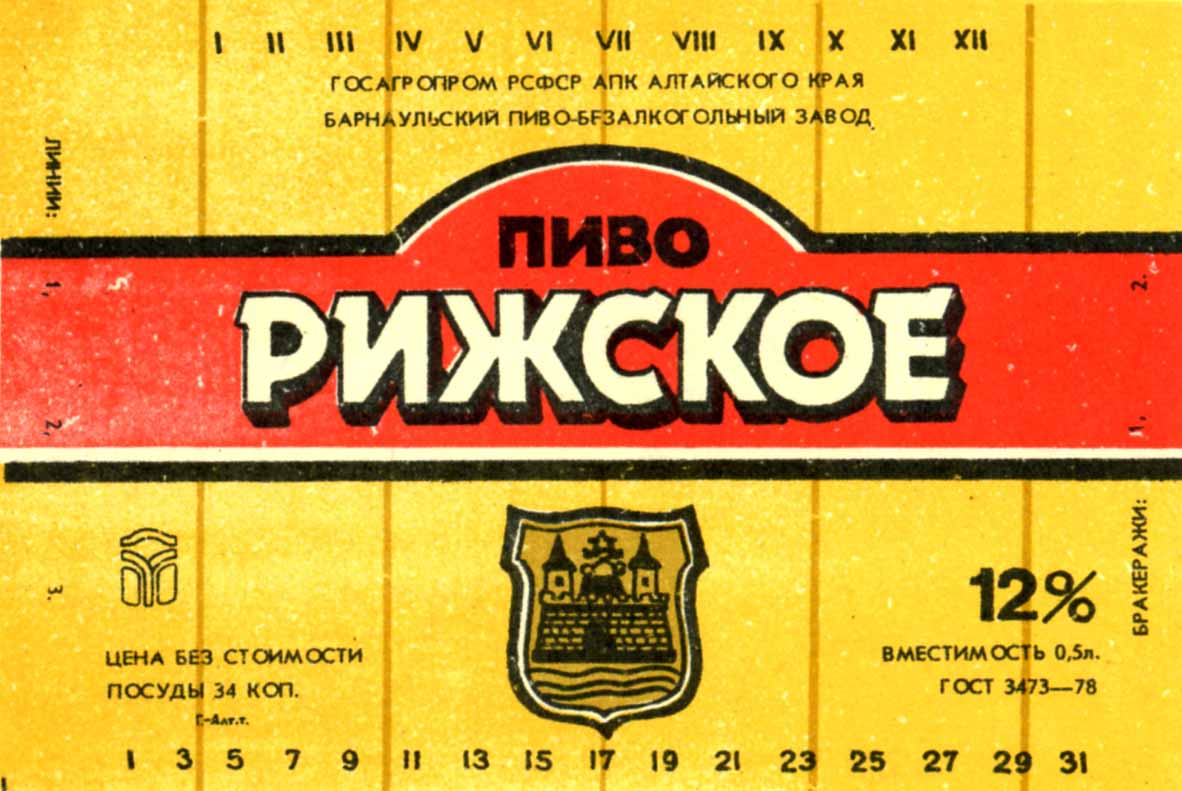 I II III IV V VI VII VIII IX X XI XII
ГОСАГРОПРОМ РСФСР АПК АЛТАЙСКОГО КРАЯ
БАРНАУЛЬСКИЙ ПИВО-БЕЗАЛКОГОЛЬНЫЙ ЗАВОД
ЛИНИИ:
1,
2,
3.
ПИВО
РИЖСКОЕ
2.
1,
БРАКЕРАЖИ:
12%
ВМЕСТИМОСТЬ 0,5л.
ГОСТ 3473—78
ЦЕНА БЕЗ СТОИМОСТИ
ПОСУДЫ 34 КОП.
Г.-Алт.т.
1 3 5 7 9 11 13 15 17 19 21 23 25 27 29 31